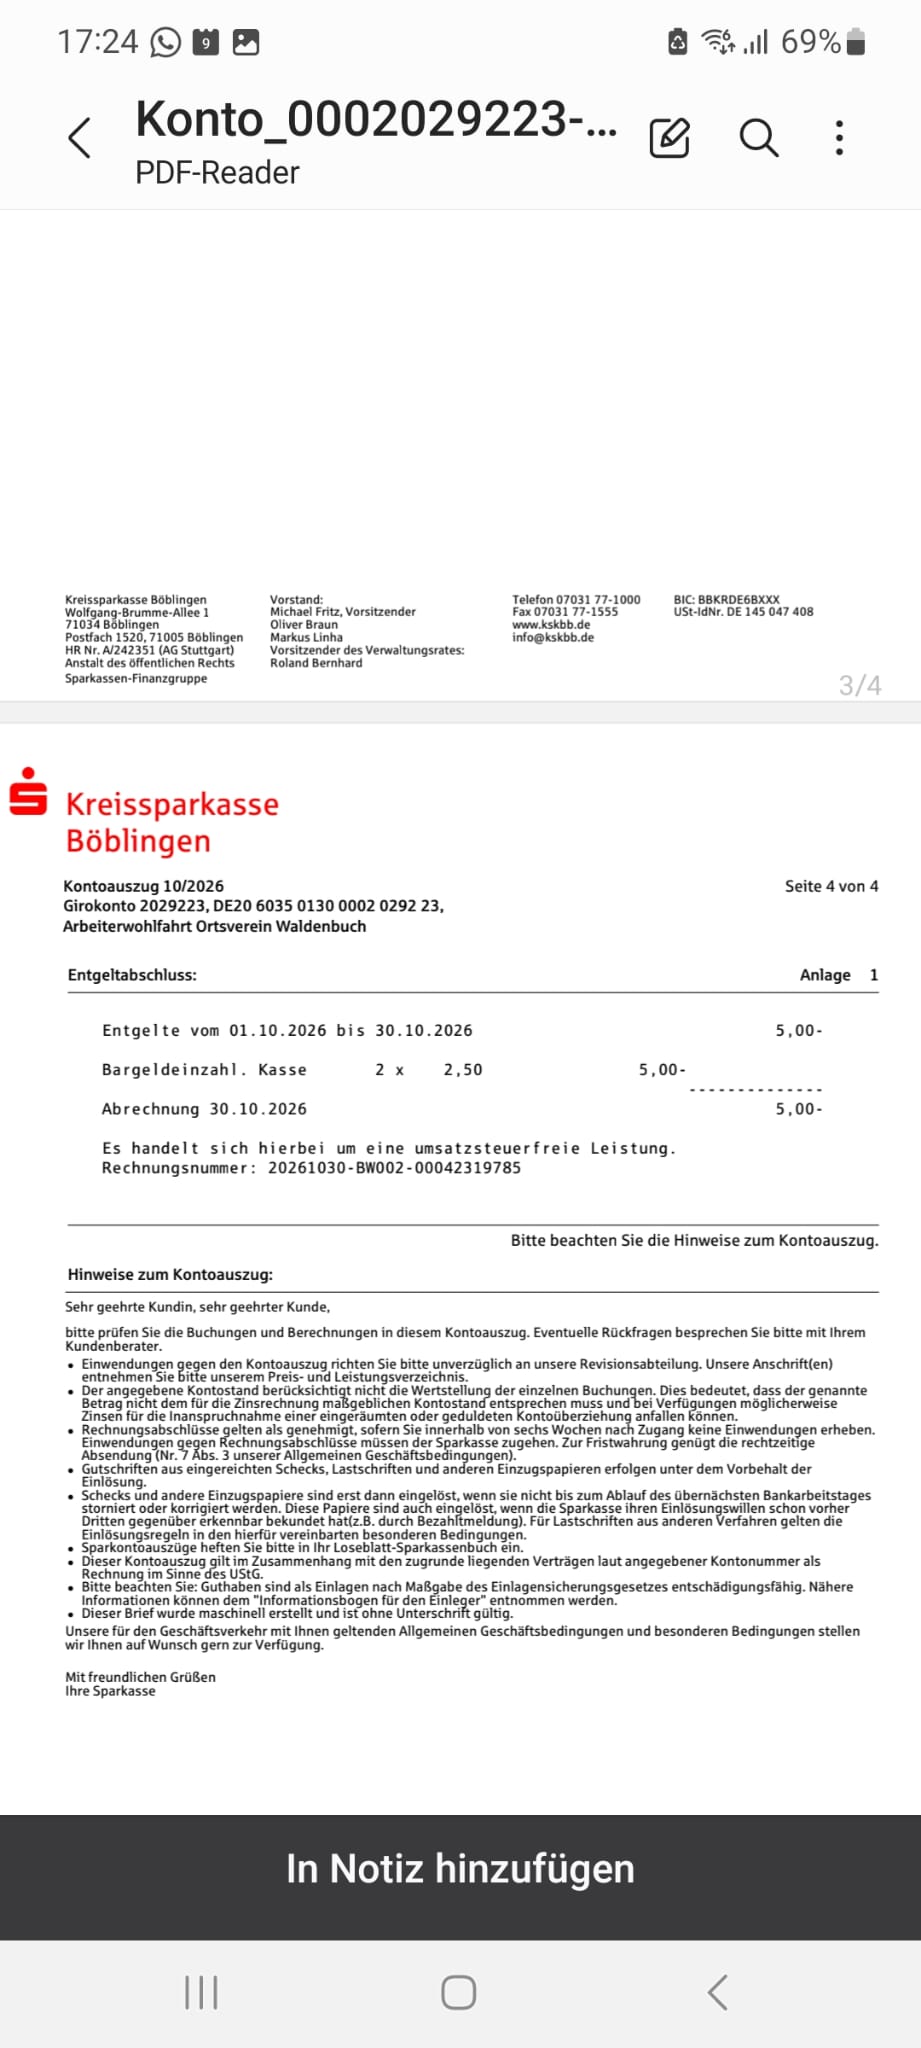 17:24
9
6
69%
Konto_0002029223-...
PDF-Reader
Kreissparkasse Böblingen
Wolfgang-Brumme-Allee 1
71034 Böblingen
Postfach 1520, 71005 Böblingen
HR Nr. A/242351 (AG Stuttgart)
Anstalt des öffentlichen Rechts
Sparkassen-Finanzgruppe
Vorstand:
Michael Fritz, Vorsitzender
Oliver Braun
Markus Linha
Vorsitzender des Verwaltungsrates:
Roland Bernhard
Telefon 07031 77-1000
Fax 07031 77-1555
www.kskbb.de
info@kskbb.de
BIC: BBKRDE6BXXX
USt-IdNr. DE 145 047 408
3/4
Kreissparkasse
Böblingen
Kontoauszug 10/2026 Seite 4 von 4
Girokonto 2029223, DE20 6035 0130 0002 0292 23,
Arbeiterwohlfahrt Ortsverein Waldenbuch
Entgeltabschluss: Anlage 1
Entgelte vom 01.10.2026 bis 30.10.2026 5,00-
Bargeldeinzahl. Kasse 2 x 2,50 5,00-
--------------
Abrechnung 30.10.2026 5,00-
Es handelt sich hierbei um eine umsatzsteuerfreie Leistung.
Rechnungsnummer: 20261030-BW002-00042319785
Bitte beachten Sie die Hinweise zum Kontoauszug.
Hinweise zum Kontoauszug:
Sehr geehrte Kundin, sehr geehrter Kunde,
bitte prüfen Sie die Buchungen und Berechnungen in diesem Kontoauszug. Eventuelle Rückfragen besprechen Sie bitte mit Ihrem
Kundenberater.
• Einwendungen gegen den Kontoauszug richten Sie bitte unverzüglich an unsere Revisionsabteilung. Unsere Anschrift(en)
entnehmen Sie bitte unserem Preis- und Leistungsverzeichnis.
• Der angegebene Kontostand berücksichtigt nicht die Wertstellung der einzelnen Buchungen. Dies bedeutet, dass der genannte
Betrag nicht dem für die Zinsrechnung maßgeblichen Kontostand entsprechen muss und bei Verfügungen möglicherweise
Zinsen für die Inanspruchnahme einer eingeräumten oder geduldeten Kontoüberziehung anfallen können.
• Rechnungsabschlüsse gelten als genehmigt, sofern Sie innerhalb von sechs Wochen nach Zugang keine Einwendungen erheben.
Einwendungen gegen Rechnungsabschlüsse müssen der Sparkasse zugehen. Zur Fristwahrung genügt die rechtzeitige
Absendung (Nr. 7 Abs. 3 unserer Allgemeinen Geschäftsbedingungen).
• Gutschriften aus eingereichten Schecks, Lastschriften und anderen Einzugspapieren erfolgen unter dem Vorbehalt der
Einlösung.
• Schecks und andere Einzugspapiere sind erst dann eingelöst, wenn sie nicht bis zum Ablauf des übernächsten Bankarbeitstages
storniert oder korrigiert werden. Diese Papiere sind auch eingelöst, wenn die Sparkasse ihren Einlösungswillen schon vorher
Dritten gegenüber erkennbar bekundet hat(z.B. durch Bezahltmeldung). Für Lastschriften aus anderen Verfahren gelten die
Einlösungsregeln in den hierfür vereinbarten besonderen Bedingungen.
• Sparkontoauszüge heften Sie bitte in Ihr Loseblatt-Sparkassenbuch ein.
• Dieser Kontoauszug gilt im Zusammenhang mit den zugrunde liegenden Verträgen laut angegebener Kontonummer als
Rechnung im Sinne des UStG.
• Bitte beachten Sie: Guthaben sind als Einlagen nach Maßgabe des Einlagensicherungsgesetzes entschädigungsfähig. Nähere
Informationen können dem "Informationsbogen für den Einleger" entnommen werden.
• Dieser Brief wurde maschinell erstellt und ist ohne Unterschrift gültig.
Unsere für den Geschäftsverkehr mit Ihnen geltenden Allgemeinen Geschäftsbedingungen und besonderen Bedingungen stellen
wir Ihnen auf Wunsch gern zur Verfügung.
Mit freundlichen Grüßen
Ihre Sparkasse
In Notiz hinzufügen